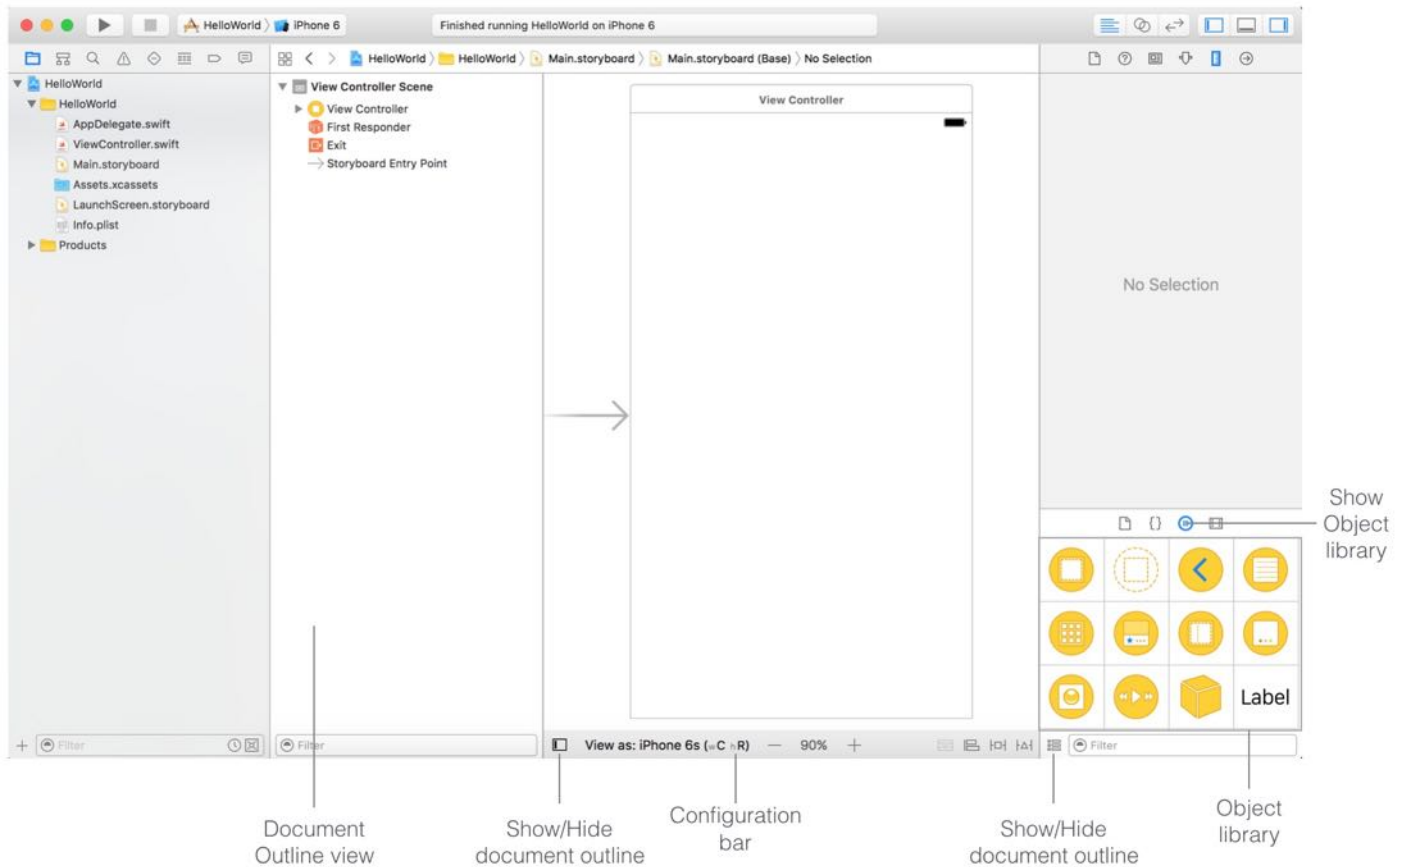 HelloWorld
iPhone 6
Finished running HelloWorld on iPhone 6
HelloWorld
HelloWorld
Main.storyboard
Main.storyboard (Base)
No Selection
HelloWorld
HelloWorld
AppDelegate.swift
ViewController.swift
Main.storyboard
Assets.xcassets
LaunchScreen.storyboard
Info.plist
Products
View Controller Scene
View Controller
First Responder
Exit
Storyboard Entry Point
View Controller
No Selection
Show
Object
library
{}
Label
Filter
Filter
View as: iPhone 6s (wC hR)
— 90% +
Filter
Document
Outline view
Show/Hide
document outline
Configuration
bar
Show/Hide
document outline
Object
library